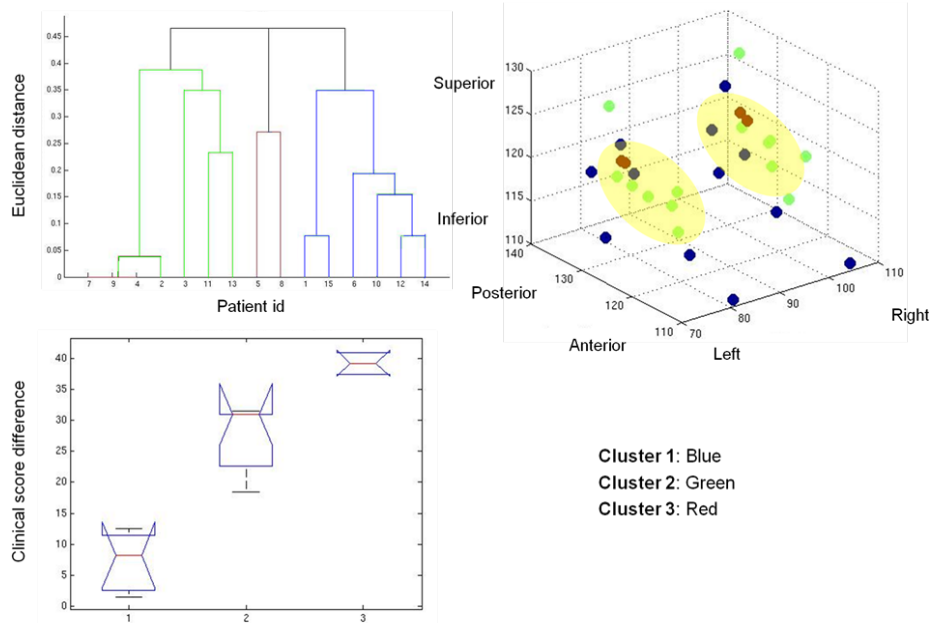 Euclidean distance
0.45
0.4
0.35
0.3
0.25
0.2
0.15
0.1
0.05
0
7 9 4 2 3 11 13 5 8 1 15 6 10 12 14
Patient id
Superior
Inferior
130
125
120
115
110
140
130
120
110
Posterior
Anterior
70
80
90
100
110
Left
Right
Clinical score difference
40
35
30
25
20
15
10
5
0
1 2 3
Cluster 1: Blue
Cluster 2: Green
Cluster 3: Red